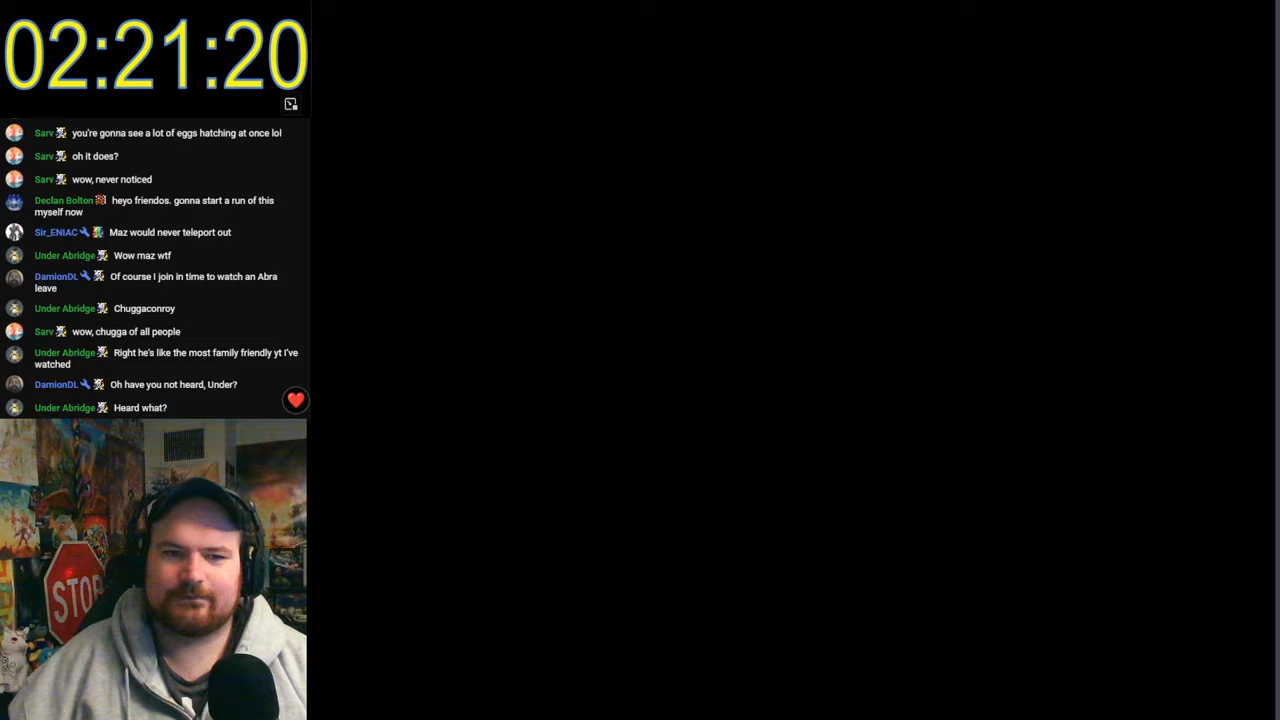 02:21:20
Sarv you're gonna see a lot of eggs hatching at once lol
Sarv oh it does?
Sarv wow, never noticed
Declan Bolton heyo friendos. gonna start a run of this
myself now
Sir_ENIAC Maz would never teleport out
Under Abridge Wow maz wtf
DamionDL Of course I join in time to watch an Abra
leave
Under Abridge Chuggaconroy
Sarv wow, chugga of all people
Under Abridge Right he's like the most family friendly yt I've
watched
DamionDL Oh have you not heard, Under?
Under Abridge Heard what?
STOP